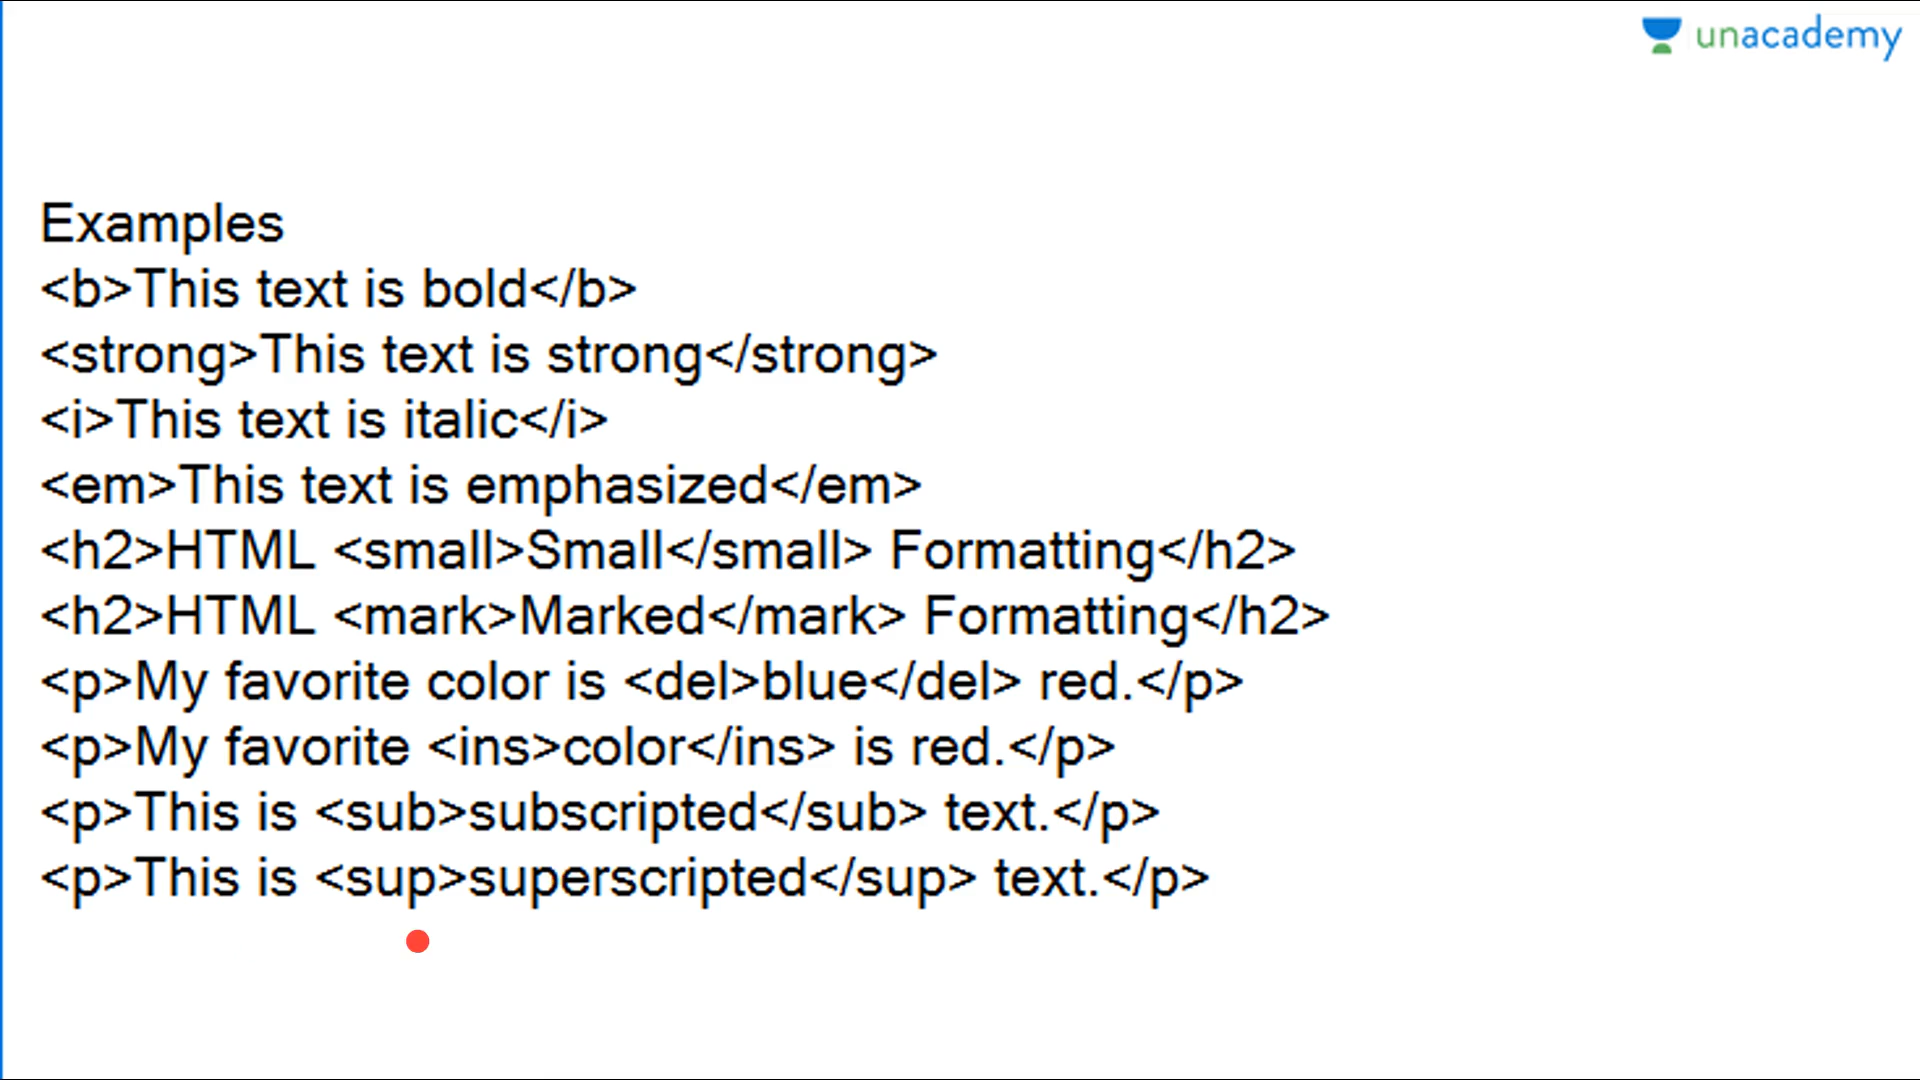 unacademy
Examples
<b>This text is bold</b>
<strong>This text is strong</strong>
<i>This text is italic</i>
<em>This text is emphasized</em>
<h2>HTML <small>Small</small> Formatting</h2>
<h2>HTML <mark>Marked</mark> Formatting</h2>
<p>My favorite color is <del>blue</del> red.</p>
<p>My favorite <ins>color</ins> is red.</p>
<p>This is <sub>subscripted</sub> text.</p>
<p>This is <sup>superscripted</sup> text.</p>